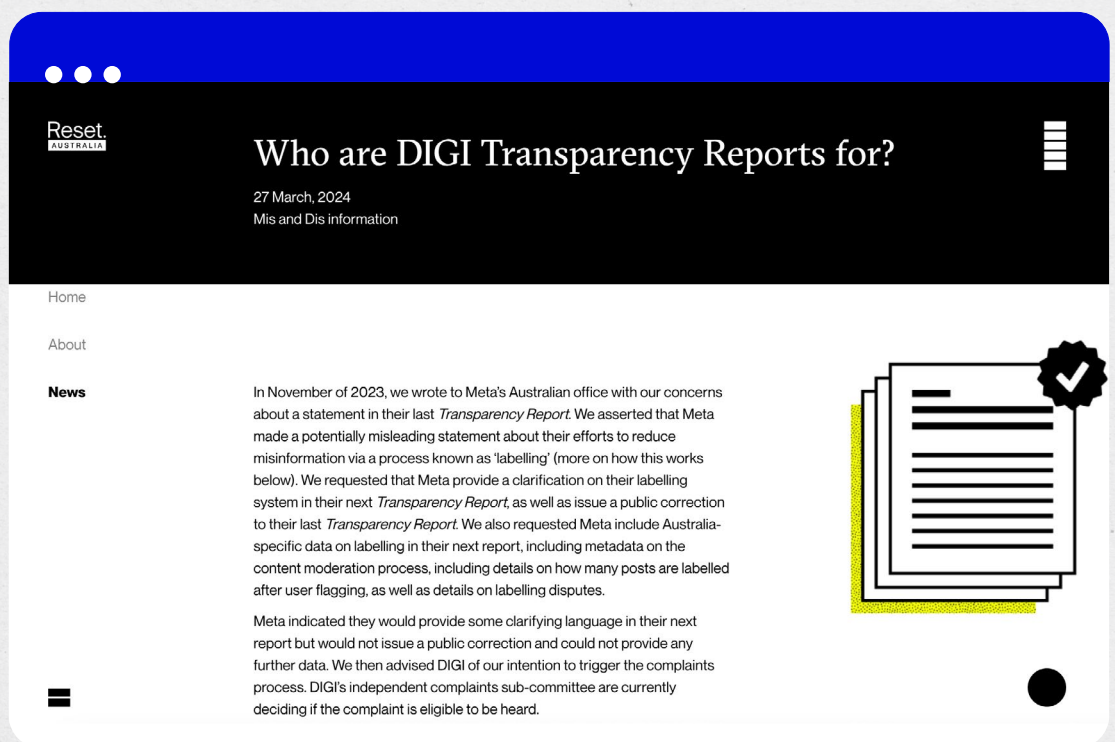 Reset.
AUSTRALIA
Who are DIGI Transparency Reports for?
27 March, 2024
Mis and Dis information
Home
About
News
In November of 2023, we wrote to Meta's Australian office with our concerns
about a statement in their last Transparency Report. We asserted that Meta
made a potentially misleading statement about their efforts to reduce
misinformation via a process known as 'labelling' (more on how this works
below). We requested that Meta provide a clarification on their labelling
system in their next Transparency Report, as well as issue a public correction
to their last Transparency Report. We also requested Meta include Australia-
specific data on labelling in their next report, including metadata on the
content moderation process, including details on how many posts are labelled
after user flagging, as well as details on labelling disputes.
Meta indicated they would provide some clarifying language in their next
report but would not issue a public correction and could not provide any
further data. We then advised DIGI of our intention to trigger the complaints
process. DIGI's independent complaints sub-committee are currently
deciding if the complaint is eligible to be heard.